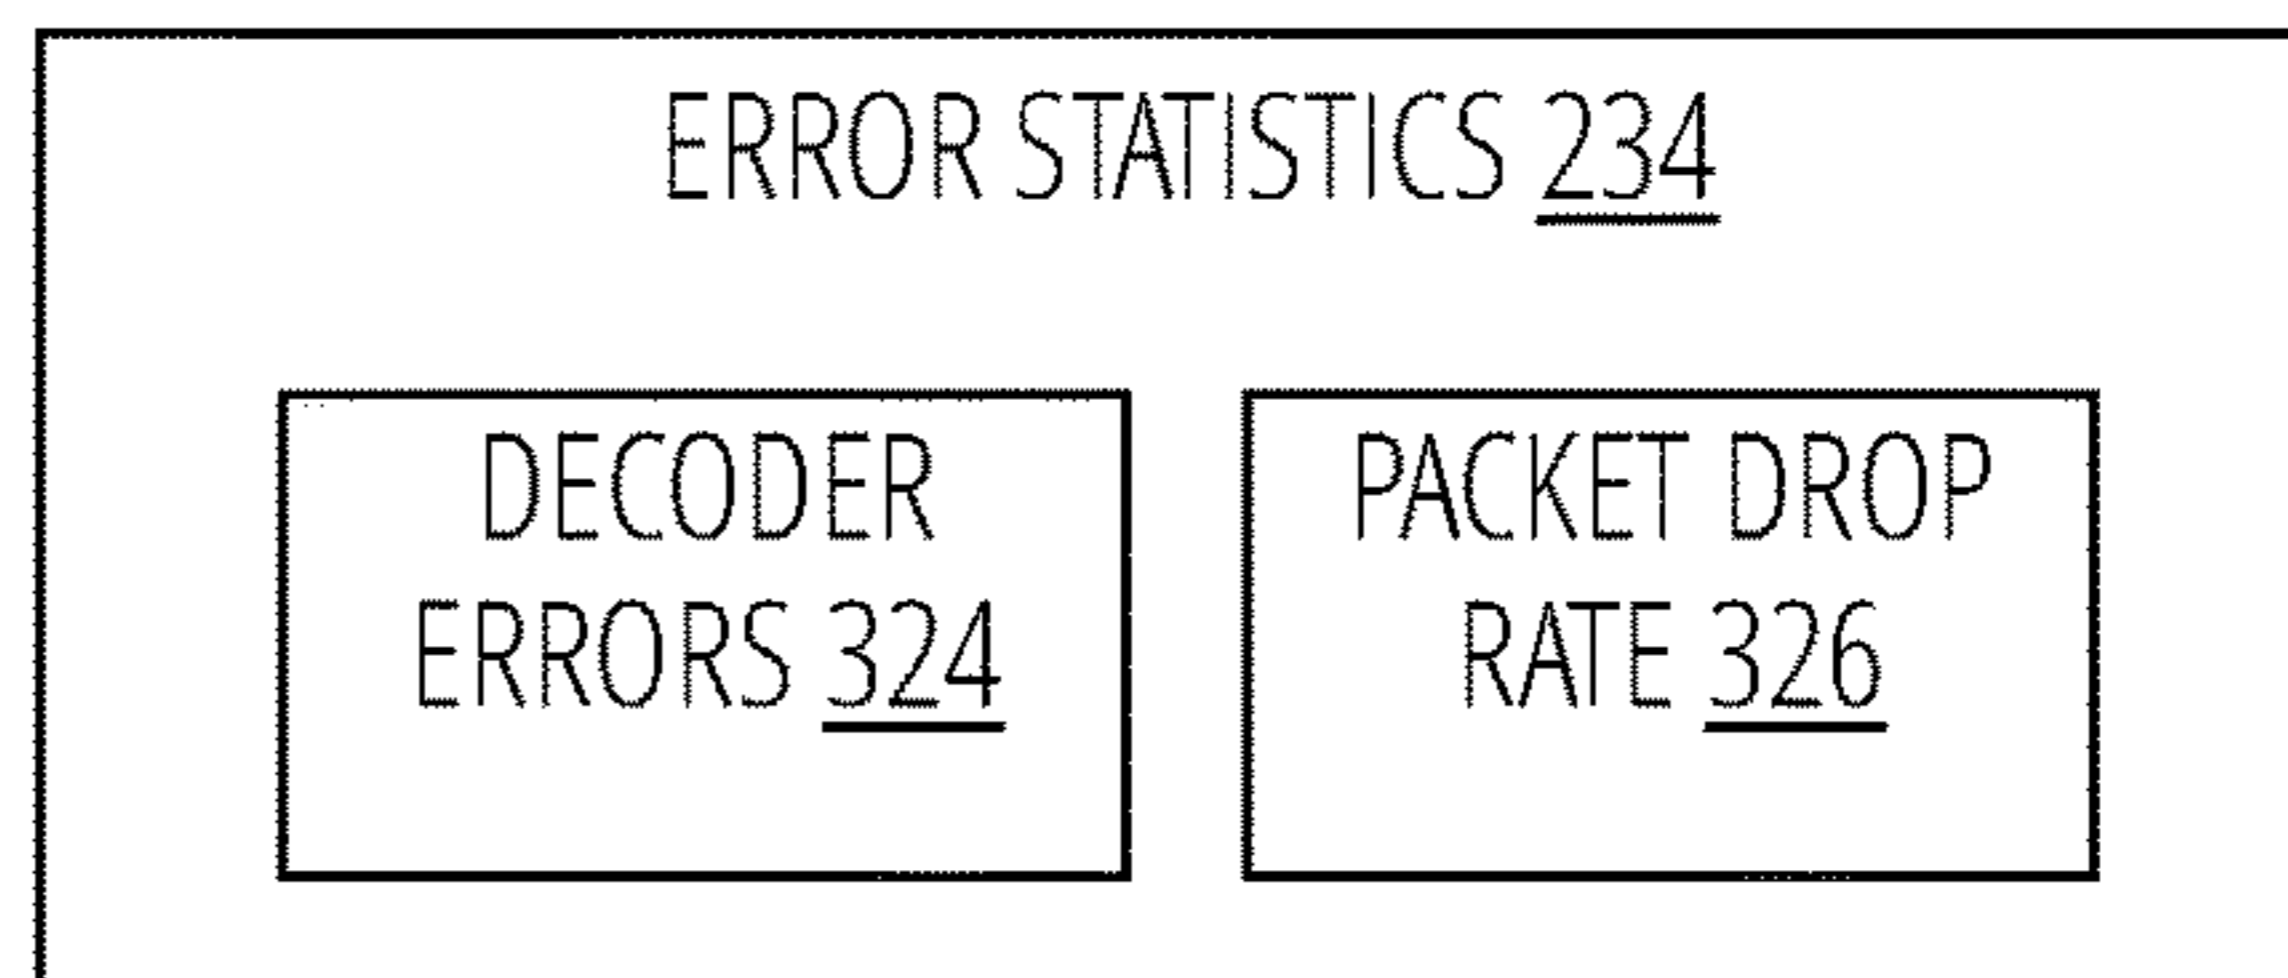 ERROR STATISTICS 234
DECODER
ERRORS 324
PACKET DROP
RATE 326